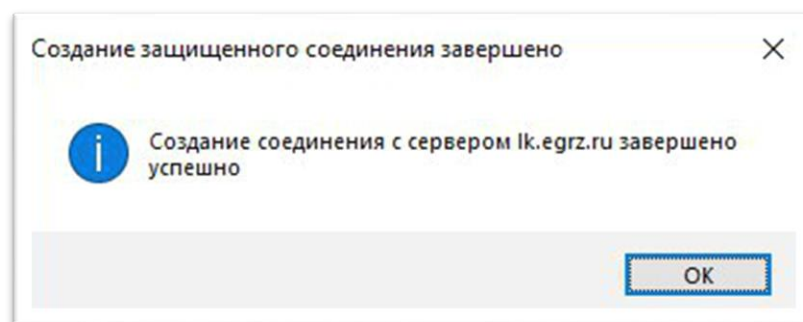 Создание защищенного соединения завершено
Создание соединения с сервером lk.egrz.ru завершено
успешно
OK